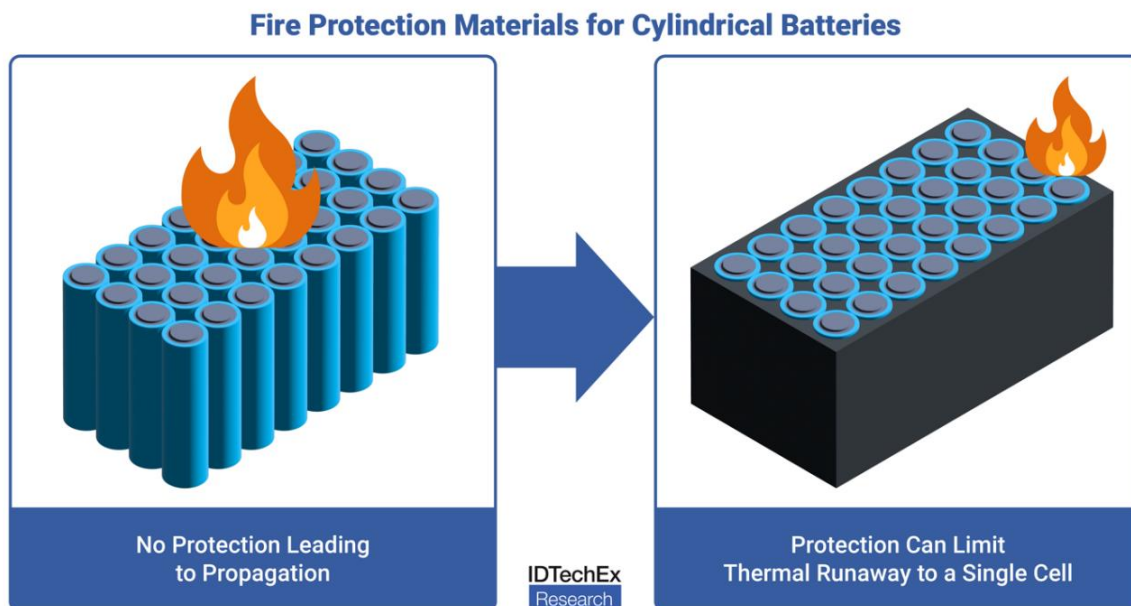 Fire Protection Materials for Cylindrical Batteries
No Protection Leading
to Propagation
IDTechEx
Research
Protection Can Limit
Thermal Runaway to a Single Cell